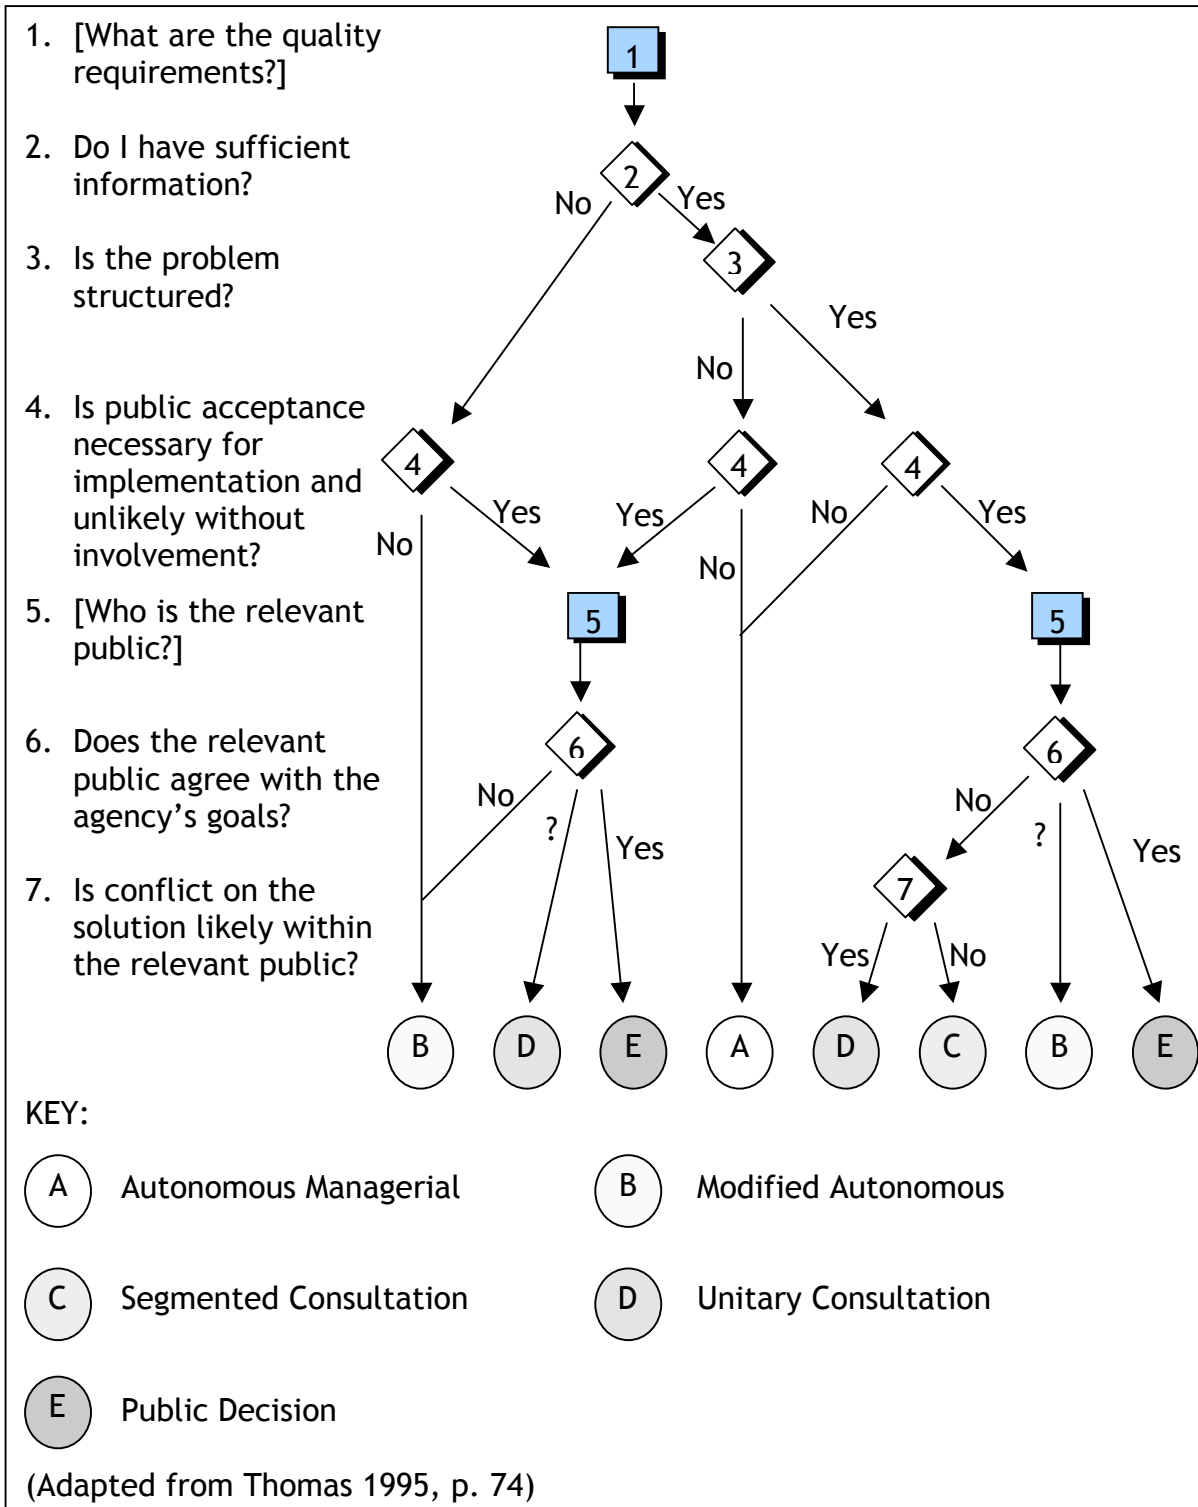 1. [What are the quality
requirements?]
2. Do I have sufficient
information?
3. Is the problem
structured?
4. Is public acceptance
necessary for
implementation and
unlikely without
involvement?
5. [Who is the relevant
public?]
6. Does the relevant
public agree with the
agency’s goals?
7. Is conflict on the
solution likely within
the relevant public?
1
2
No
Yes
3
No
Yes
4
4
4
No
Yes
Yes
No
No
Yes
5
5
6
6
No
?
Yes
No
?
Yes
7
Yes
No
B
D
E
A
D
C
B
E
KEY:
A Autonomous Managerial
B Modified Autonomous
C Segmented Consultation
D Unitary Consultation
E Public Decision
(Adapted from Thomas 1995, p. 74)